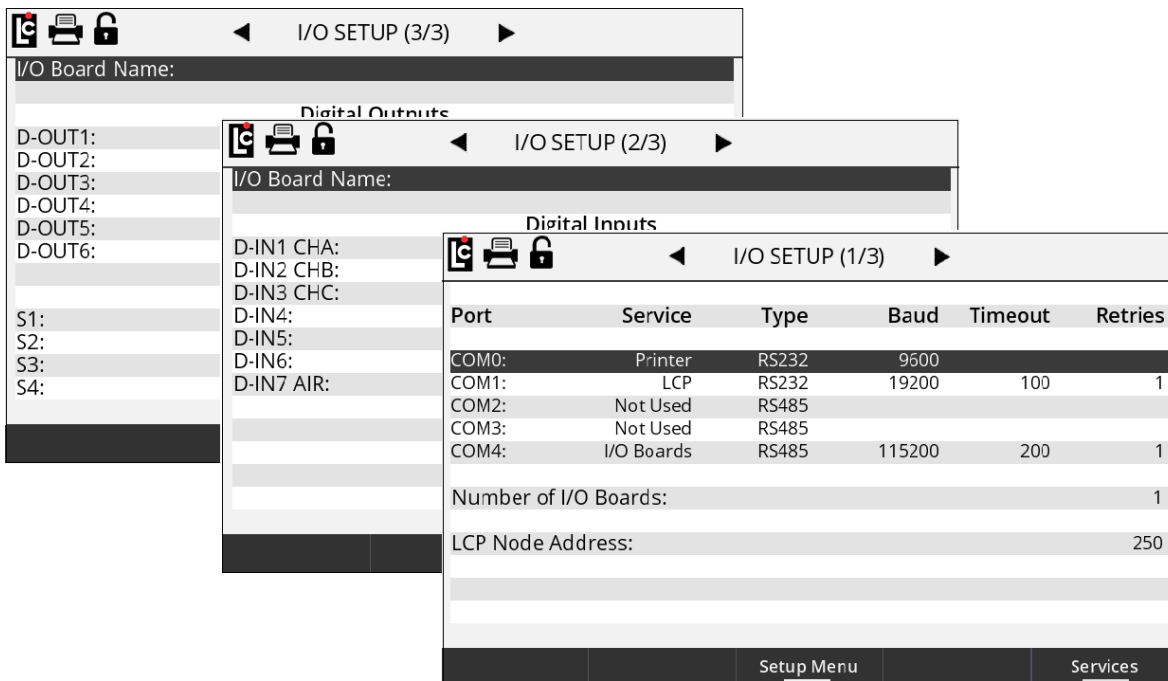 I/O SETUP (3/3)
I/O Board Name:
Digital Outputs
D-OUT1:
D-OUT2:
D-OUT3:
D-OUT4:
D-OUT5:
D-OUT6:
S1:
S2:
S3:
S4:
LC
I/O SETUP (2/3)
I/O Board Name:
Digital Inputs
D-IN1 CHA:
D-IN2 CHB:
D-IN3 CHC:
D-IN4:
D-IN5:
D-IN6:
D-IN7 AIR:
LC
I/O SETUP (1/3)
Port Service Type Baud Timeout Retries
COM0: Printer RS232 9600
COM1: LCP RS232 19200 100 1
COM2: Not Used RS485
COM3: Not Used RS485
COM4: I/O Boards RS485 115200 200 1
Number of I/O Boards: 1
LCP Node Address: 250
Setup Menu Services